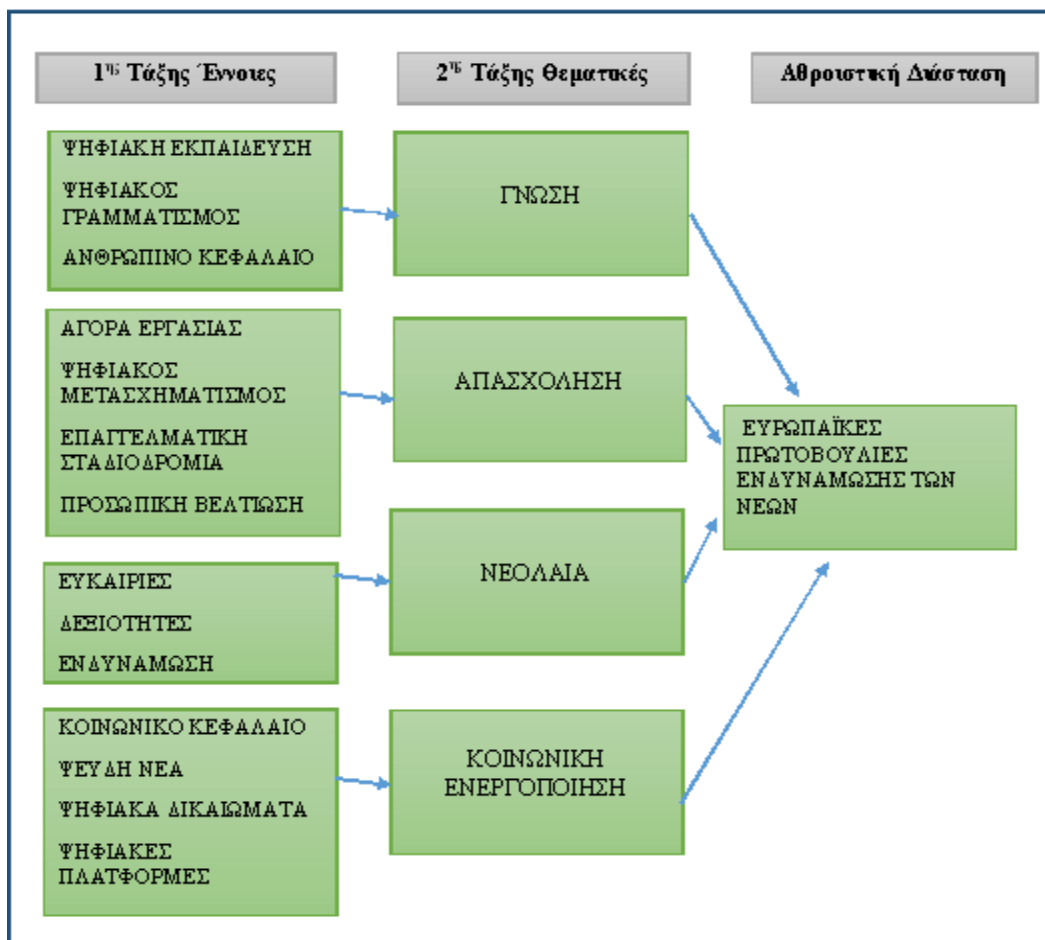 1ης Τάξης Έννοιες
2ης Τάξης Θεματικές
Αθροιστική Διάσταση
ΨΗΦΙΑΚΗ ΕΚΠΑΙΔΕΥΣΗ
ΨΗΦΙΑΚΟΣ
ΓΡΑΜΜΑΤΙΣΜΟΣ
ΑΝΘΡΩΠΙΝΟ ΚΕΦΑΛΑΙΟ
ΓΝΩΣΗ
ΑΓΟΡΑ ΕΡΓΑΣΙΑΣ
ΨΗΦΙΑΚΟΣ
ΜΕΤΑΣΧΗΜΑΤΙΣΜΟΣ
ΕΠΑΓΓΕΛΜΑΤΙΚΗ
ΣΤΑΔΙΟΔΡΟΜΙΑ
ΠΡΟΣΩΠΙΚΗ ΒΕΛΤΙΩΣΗ
ΑΠΑΣΧΟΛΗΣΗ
ΕΥΚΑΙΡΙΕΣ
ΔΕΞΙΟΤΗΤΕΣ
ΕΝΔΥΝΑΜΩΣΗ
ΝΕΟΛΑΙΑ
ΚΟΙΝΩΝΙΚΟ ΚΕΦΑΛΑΙΟ
ΨΕΥΔΗ ΝΕΑ
ΨΗΦΙΑΚΑ ΔΙΚΑΙΩΜΑΤΑ
ΨΗΦΙΑΚΕΣ
ΠΛΑΤΦΟΡΜΕΣ
ΚΟΙΝΩΝΙΚΗ
ΕΝΕΡΓΟΠΟΙΗΣΗ
ΕΥΡΩΠΑΪΚΕΣ
ΠΡΩΤΟΒΟΥΛΙΕΣ
ΕΝΔΥΝΑΜΩΣΗΣ ΤΩΝ
ΝΕΩΝ